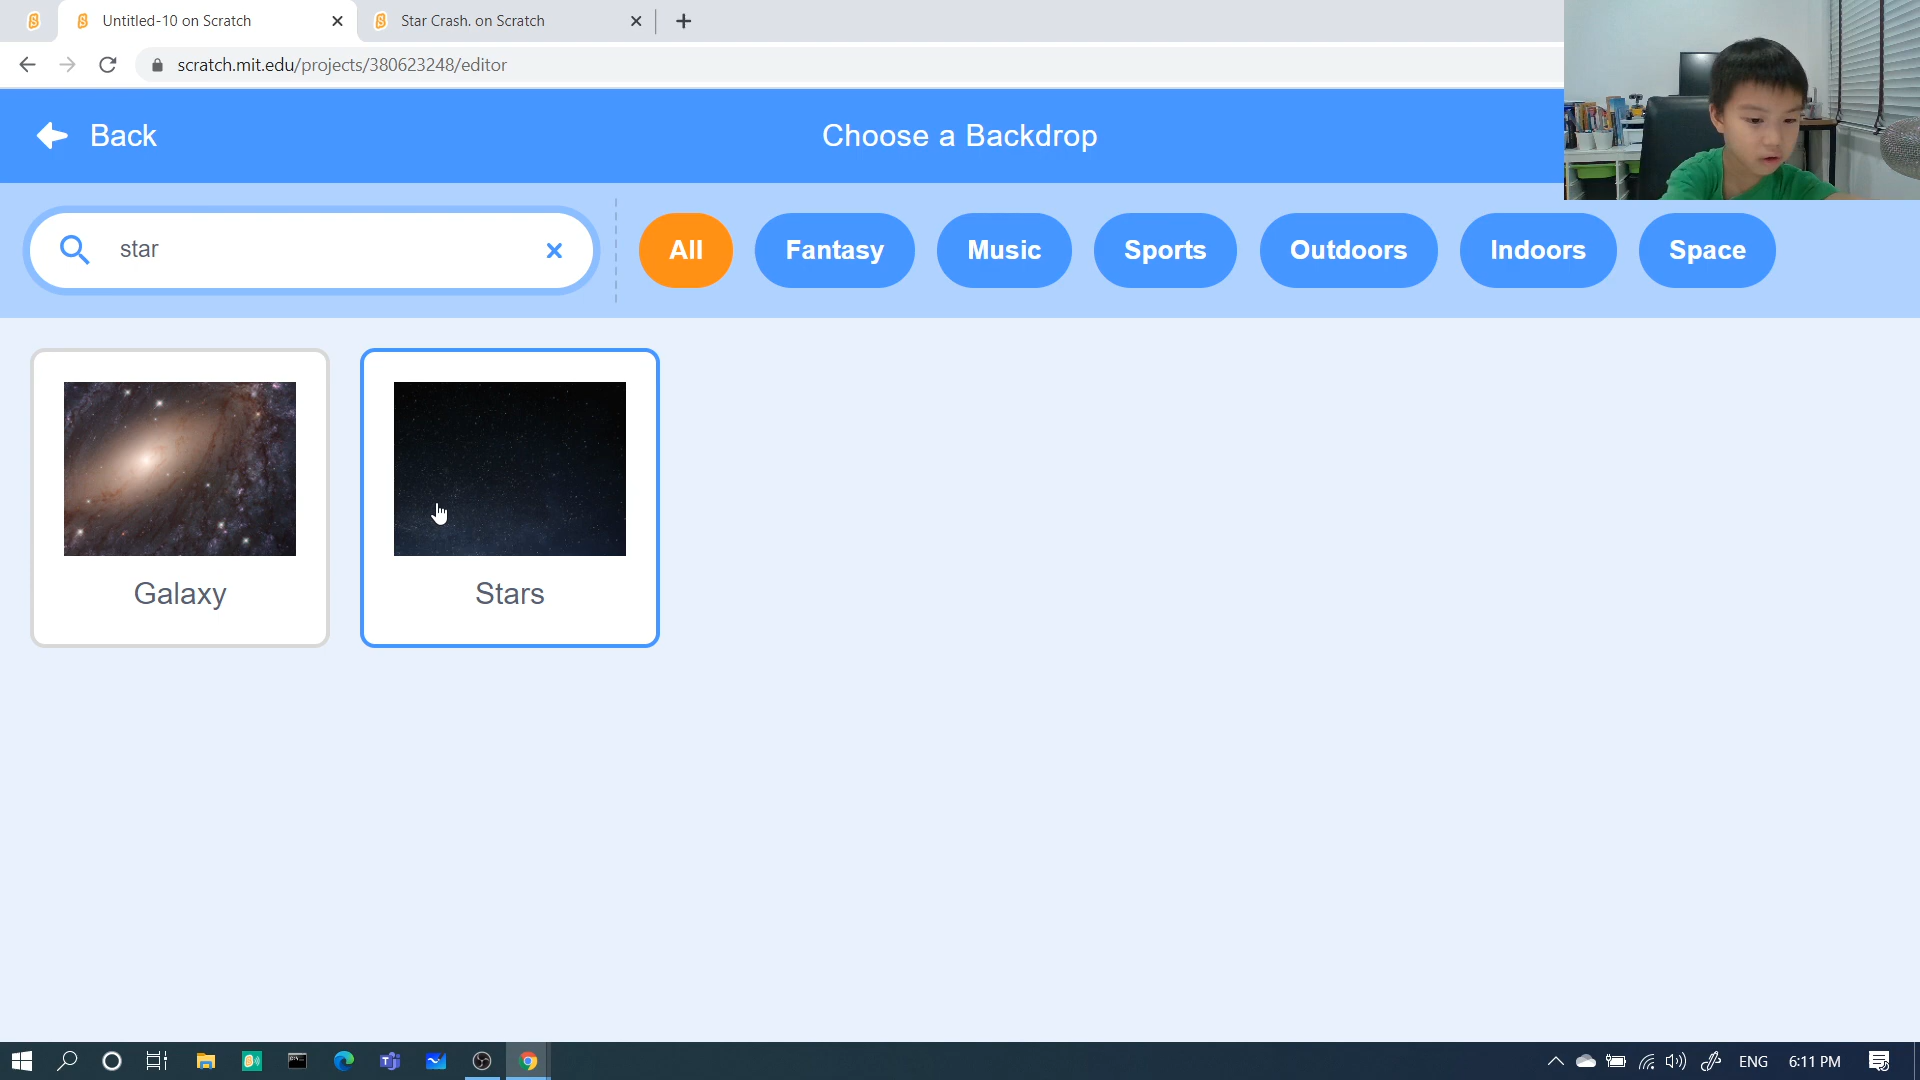 Untitled-10 on Scratch
Star Crash. on Scratch
scratch.mit.edu/projects/380623248/editor
Back
Choose a Backdrop
star
All
Fantasy
Music
Sports
Outdoors
Indoors
Space
Galaxy
Stars
ENG
6:11 PM